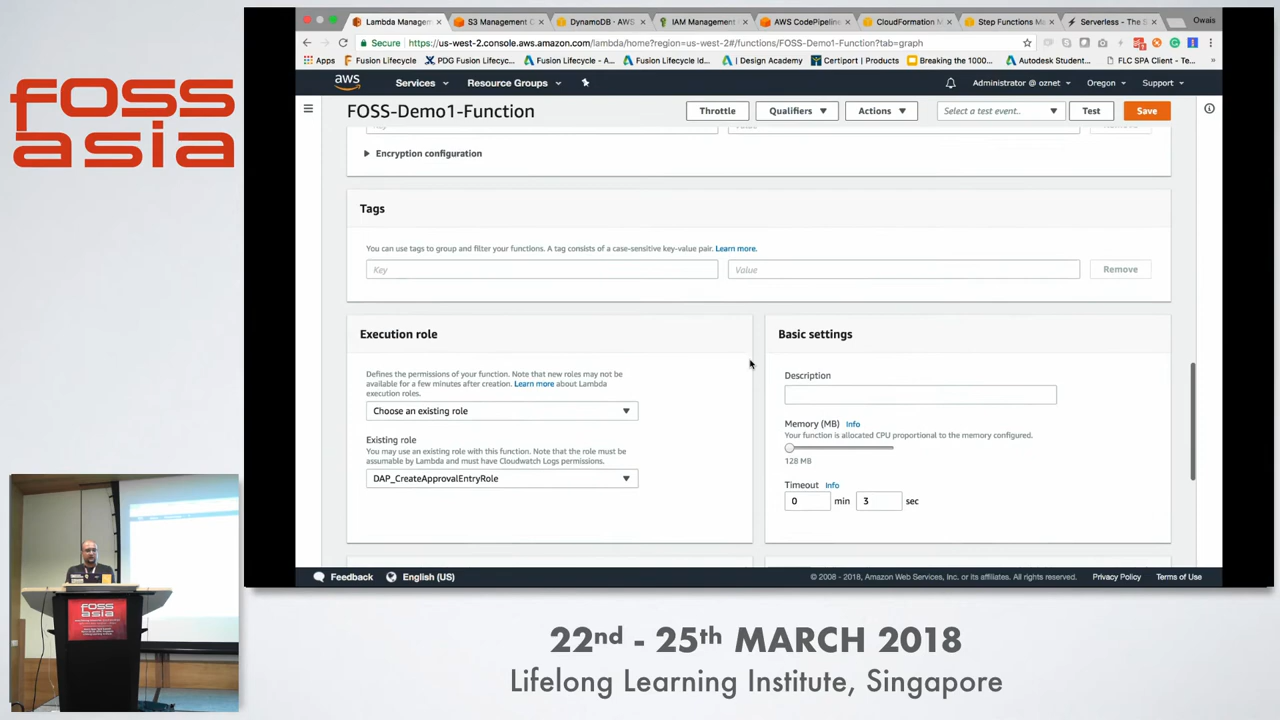 foss
asia
Lambda Managemen
S3 Management C
DynamoDB · AWS
IAM Management
AWS CodePipeline
CloudFormation M
Step Functions M
Serverless - The S
Owais
Secure
https://us-west-2.console.aws.amazon.com/lambda/home?region=us-west-2#/functions/FOSS-Demo1-Function?tab=graph
Apps
Fusion Lifecycle
PDG Fusion Lifecyc
Fusion Lifecycle - A
Fusion Lifecycle Id
| Design Academy
Certiport | Products
Breaking the 1000
Autodesk Student
FLC SPA Client - Te
aws
Services
Resource Groups
Administrator @ oznet
Oregon
Support
FOSS-Demo1-Function
Throttle
Qualifiers
Actions
Select a test event..
Test
Save
Encryption configuration
Tags
You can use tags to group and filter your functions. A tag consists of a case-sensitive key-value pair. Learn more.
Key
Value
Remove
Execution role
Defines the permissions of your function. Note that new roles may not
be available for a few minutes after creation. Learn more about Lambda
execution roles.
Choose an existing role
Existing role
You may use an existing role with this function. Note that the role must be
assumable by Lambda and must have Cloudwatch Logs permissions.
DAP_CreateApprovalEntryRole
Basic settings
Description
Memory (MB) Info
Your function is allocated CPU proportional to the memory configured.
128 MB
Timeout Info
0 min 3 sec
Feedback
English (US)
© 2008 - 2018, Amazon Web Services, Inc. or its affiliates. All rights reserved.
Privacy Policy
Terms of Use
FOSS
ASIA
22nd - 25th MARCH 2018
Lifelong Learning Institute, Singapore